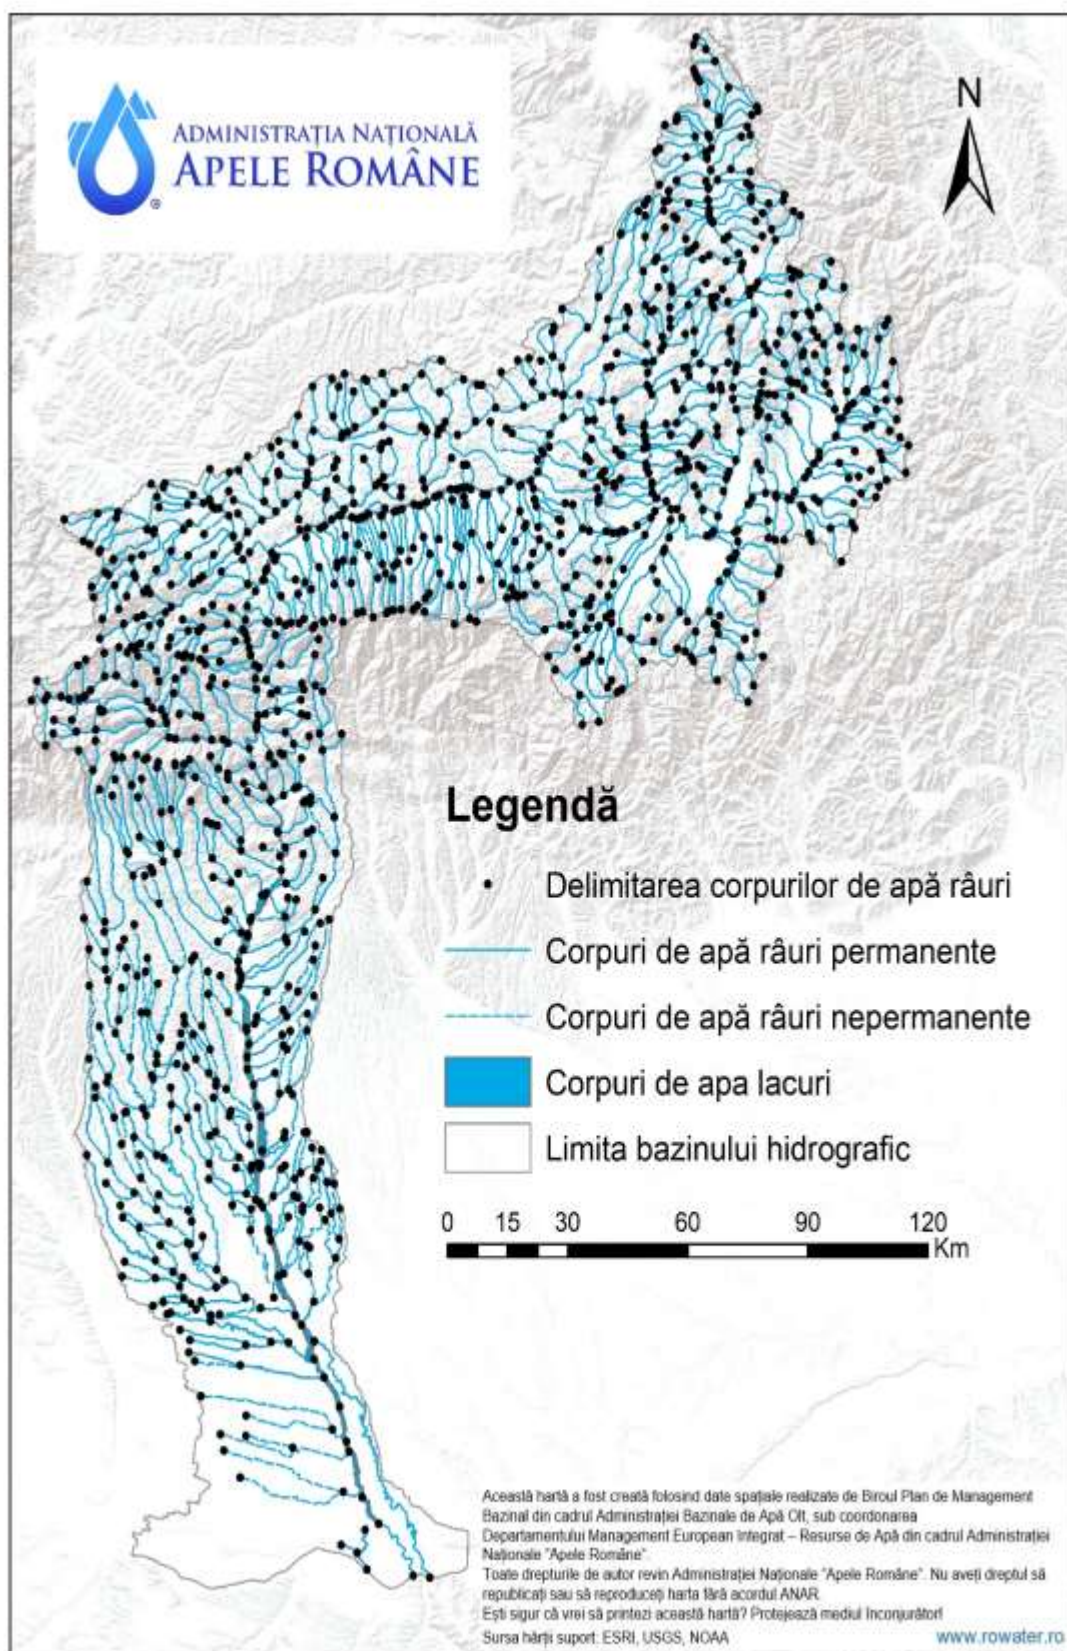 ADMINISTRAȚIA NAȚIONALĂ
APELE ROMÂNE
®
N
Legendă
Delimitarea corpurilor de apă râuri
Corpuri de apă râuri permanente
Corpuri de apă râuri nepermanente
Corpuri de apa lacuri
Limita bazinului hidrografic
0 15 30 60 90 120
Km
Această hartă a fost creată folosind date spațiale realizate de Biroul Plan de Management
Bazinal din cadrul Administrației Bazinale de Apă Olt, sub coordonarea
Departamentului Management European Integrat – Resurse de Apă din cadrul Administrației
Naționale "Apele Române".
Toate drepturile de autor revin Administrației Naționale "Apele Române". Nu aveți dreptul să
republicați sau să reproduceți harta fără acordul ANAR.
Ești sigur că vrei să printezi această hartă? Protejează mediul înconjurător!
Sursa hărții suport: ESRI, USGS, NOAA
www.rowater.ro